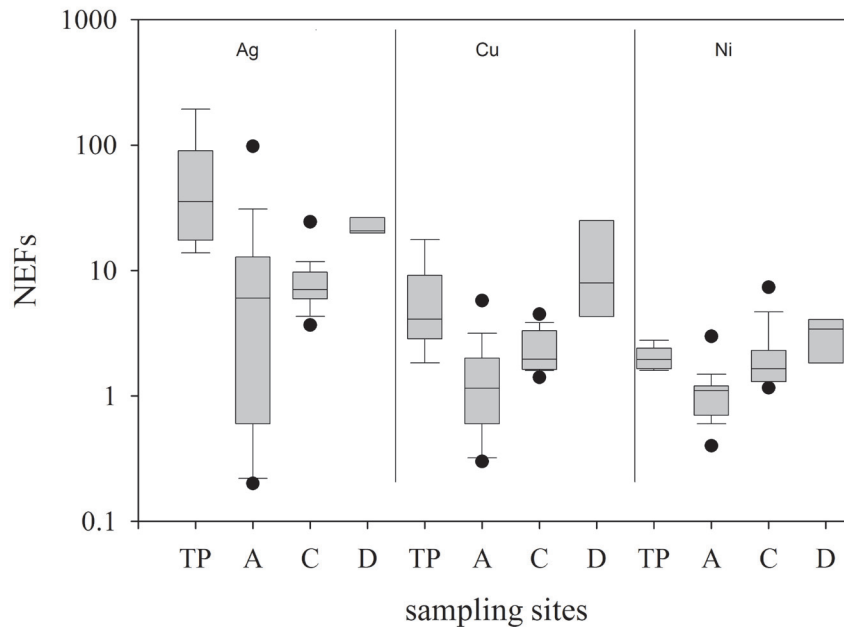 1000
Ag Cu Ni
100
10
1
0.1
NEFs
TP A C D TP A C D TP A C D
sampling sites